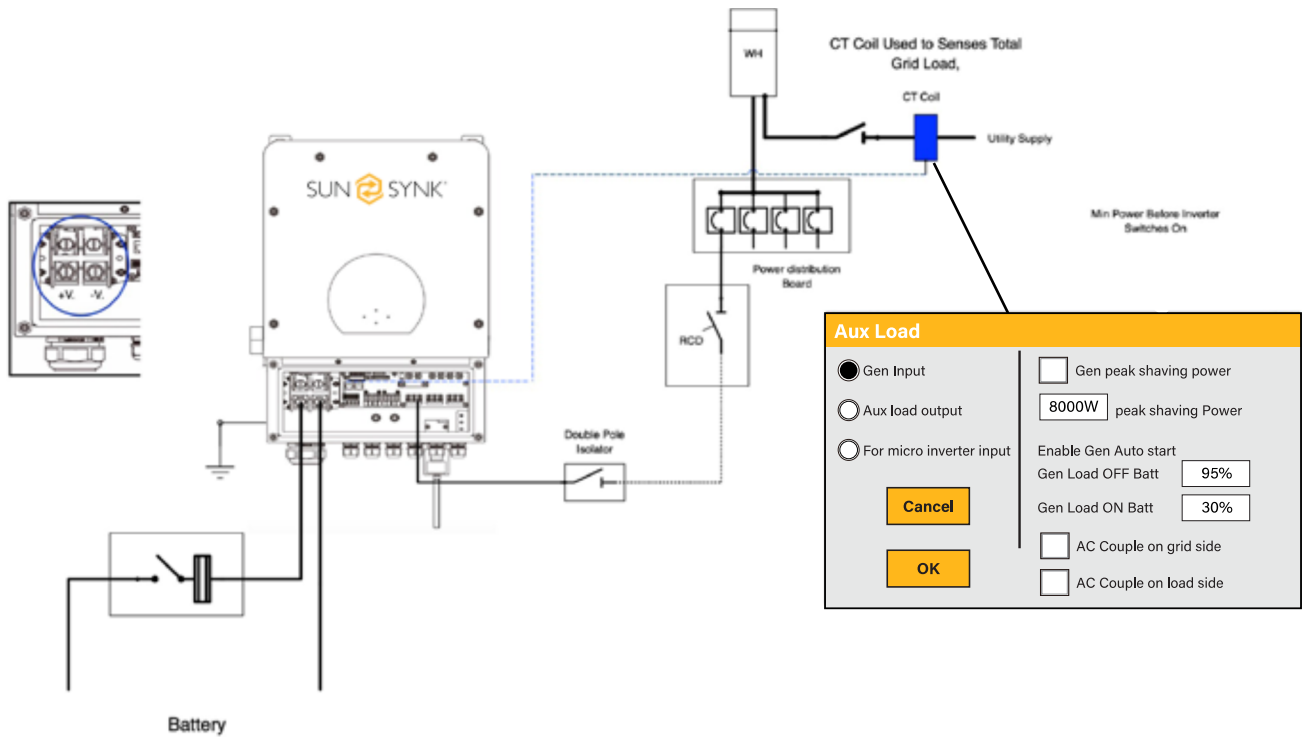 WH
CT Coil Used to Senses Total
Grid Load,
CT Coil
Utility Supply
SUN SYNK
+V. -V.
Min Power Before Inverter
Switches On
Power distribution
Board
RCD
Double Pole
Isolator
Battery
Aux Load
Gen Input
Aux load output
For micro inverter input
Cancel
OK
Gen peak shaving power
8000W peak shaving Power
Enable Gen Auto start
Gen Load OFF Batt 95%
Gen Load ON Batt 30%
AC Couple on grid side
AC Couple on load side